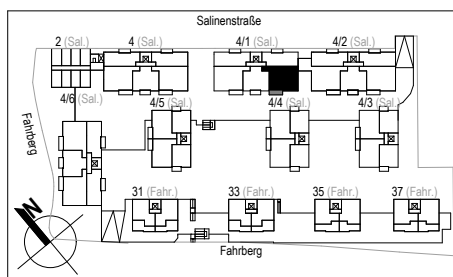 Salinenstraße
2 (Sal.) 4 (Sal.) 4/1 (Sal.) 4/2 (Sal.)
4/6 (Sal.) 4/5 (Sal.) 4/4 (Sal.) 4/3 (Sal.)
Fahrberg
31 (Fahr.) 33 (Fahr.) 35 (Fahr.) 37 (Fahr.)
N
Fahrberg